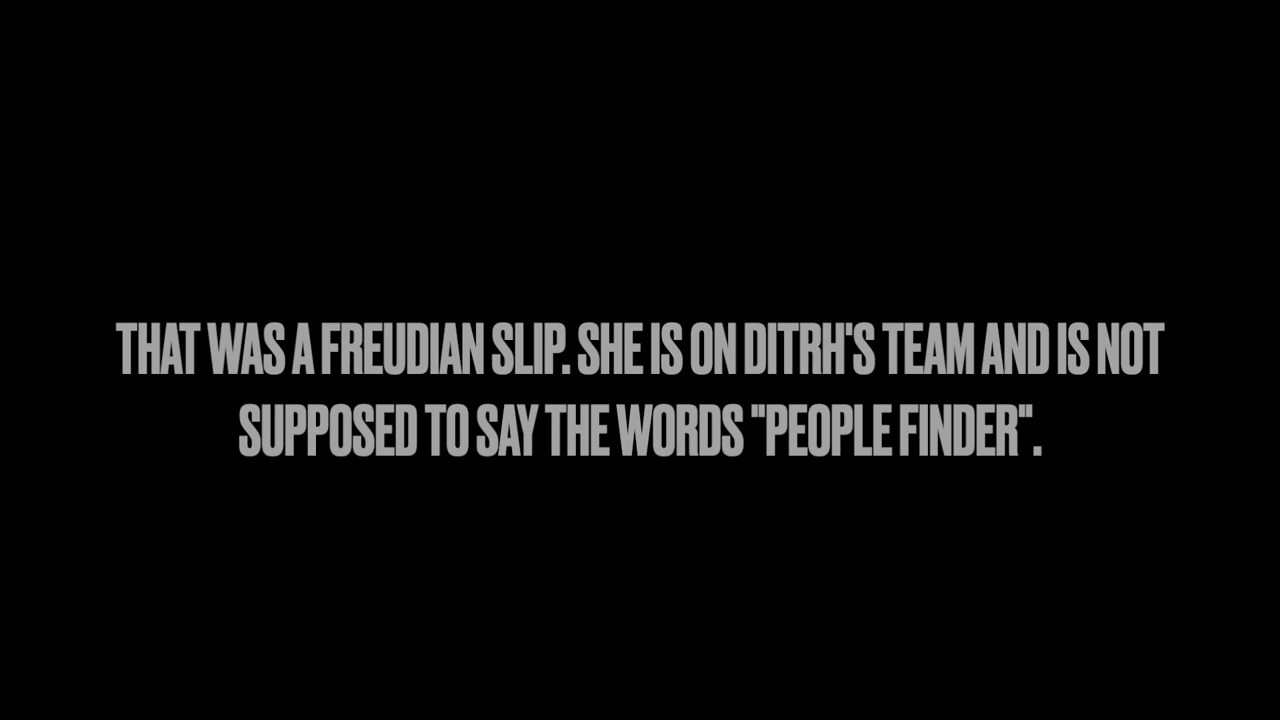 THAT WAS A FREUDIAN SLIP. SHE IS ON DITRH'S TEAM AND IS NOT
SUPPOSED TO SAY THE WORDS "PEOPLE FINDER".